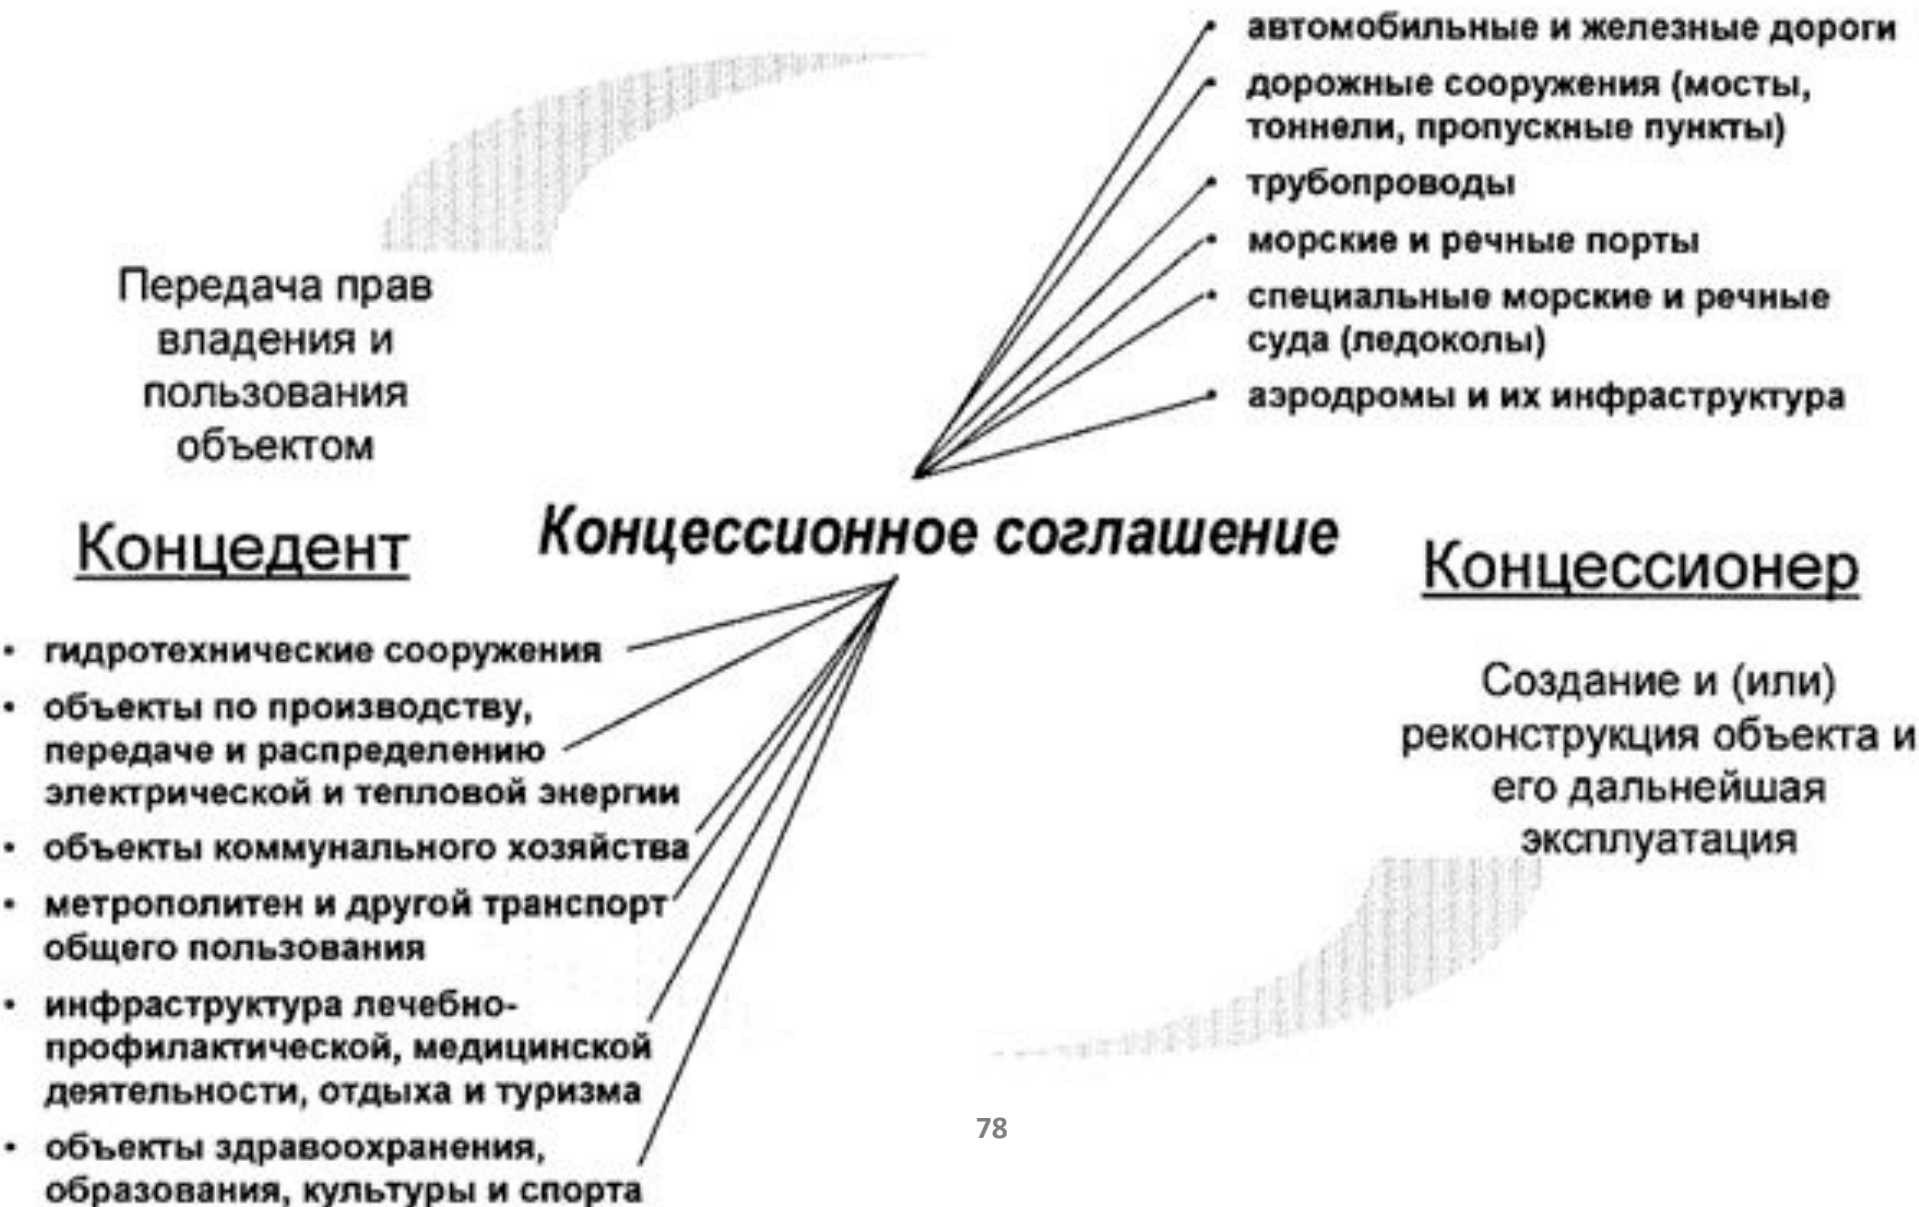 • автомобильные и железные дороги
• дорожные сооружения (мосты,
тоннели, пропускные пункты)
• трубопроводы
• морские и речные порты
• специальные морские и речные
суда (ледоколы)
• аэродромы и их инфраструктура
Передача прав
владения и
пользования
объектом
Концедент
Концессионное соглашение
Концессионер
• гидротехнические сооружения
• объекты по производству,
передаче и распределению
электрической и тепловой энергии
• объекты коммунального хозяйства
• метрополитен и другой транспорт
общего пользования
• инфраструктура лечебно-
профилактической, медицинской
деятельности, отдыха и туризма
• объекты здравоохранения,
образования, культуры и спорта
Создание и (или)
реконструкция объекта и
его дальнейшая
эксплуатация
78